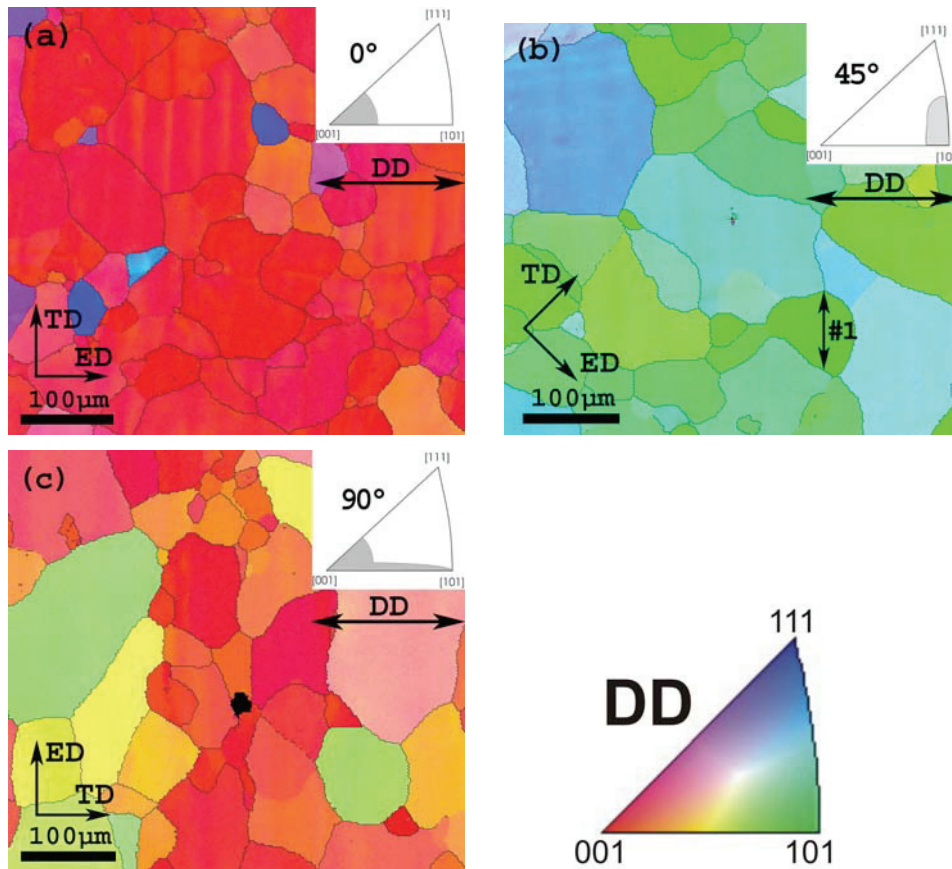 (a)
0°
[111]
[001]
[101]
DD
TD
ED
100μm
(b)
45°
[111]
[001]
[10
DD
TD
ED
#1
100μm
(c)
90°
[111]
[001]
[101]
DD
ED
TD
100μm
DD
111
001
101